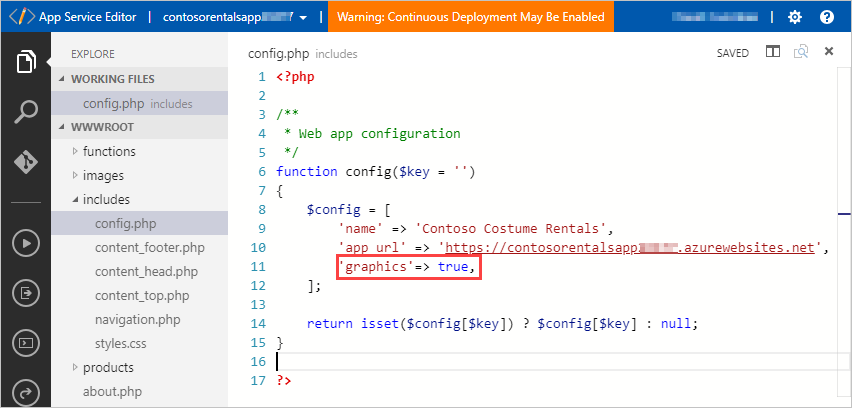 App Service Editor
contosorentalsapp
Warning: Continuous Deployment May Be Enabled
EXPLORE
WORKING FILES
config.php includes
WWWROOT
functions
images
includes
config.php
content_footer.php
content_head.php
content_top.php
navigation.php
styles.css
products
about.php
config.php includes
SAVED
1 <?php
2
3 /**
4  * Web app configuration
5  */
6 function config($key = '')
7 {
8     $config = [
9         'name' => 'Contoso Costume Rentals',
10         'app_url' => 'https://contosorentalsapp.azurewebsites.net',
11         'graphics'=> true,
12     ];
13
14     return isset($config[$key]) ? $config[$key] : null;
15 }
16
17 ?>